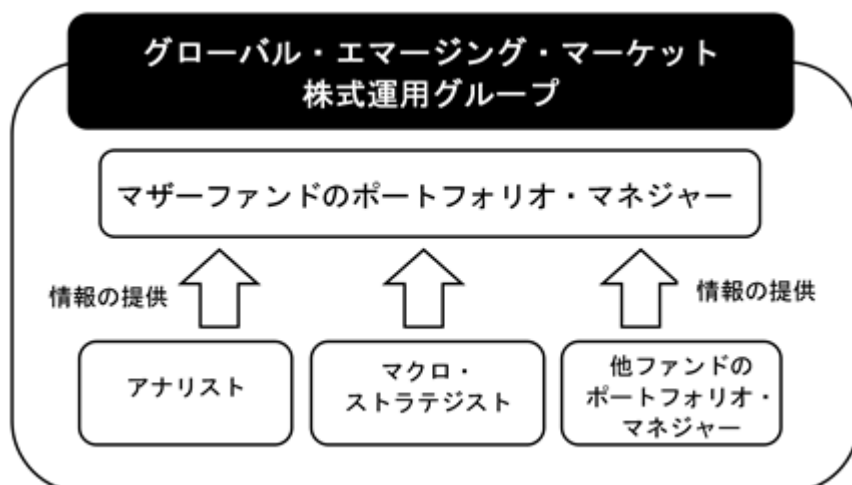 グローバル・エマージング・マーケット
株式運用グループ
マザーファンドのポートフォリオ・マネジャー
情報の提供
情報の提供
アナリスト
マクロ・
ストラテジスト
他ファンドの
ポートフォリオ・
マネジャー